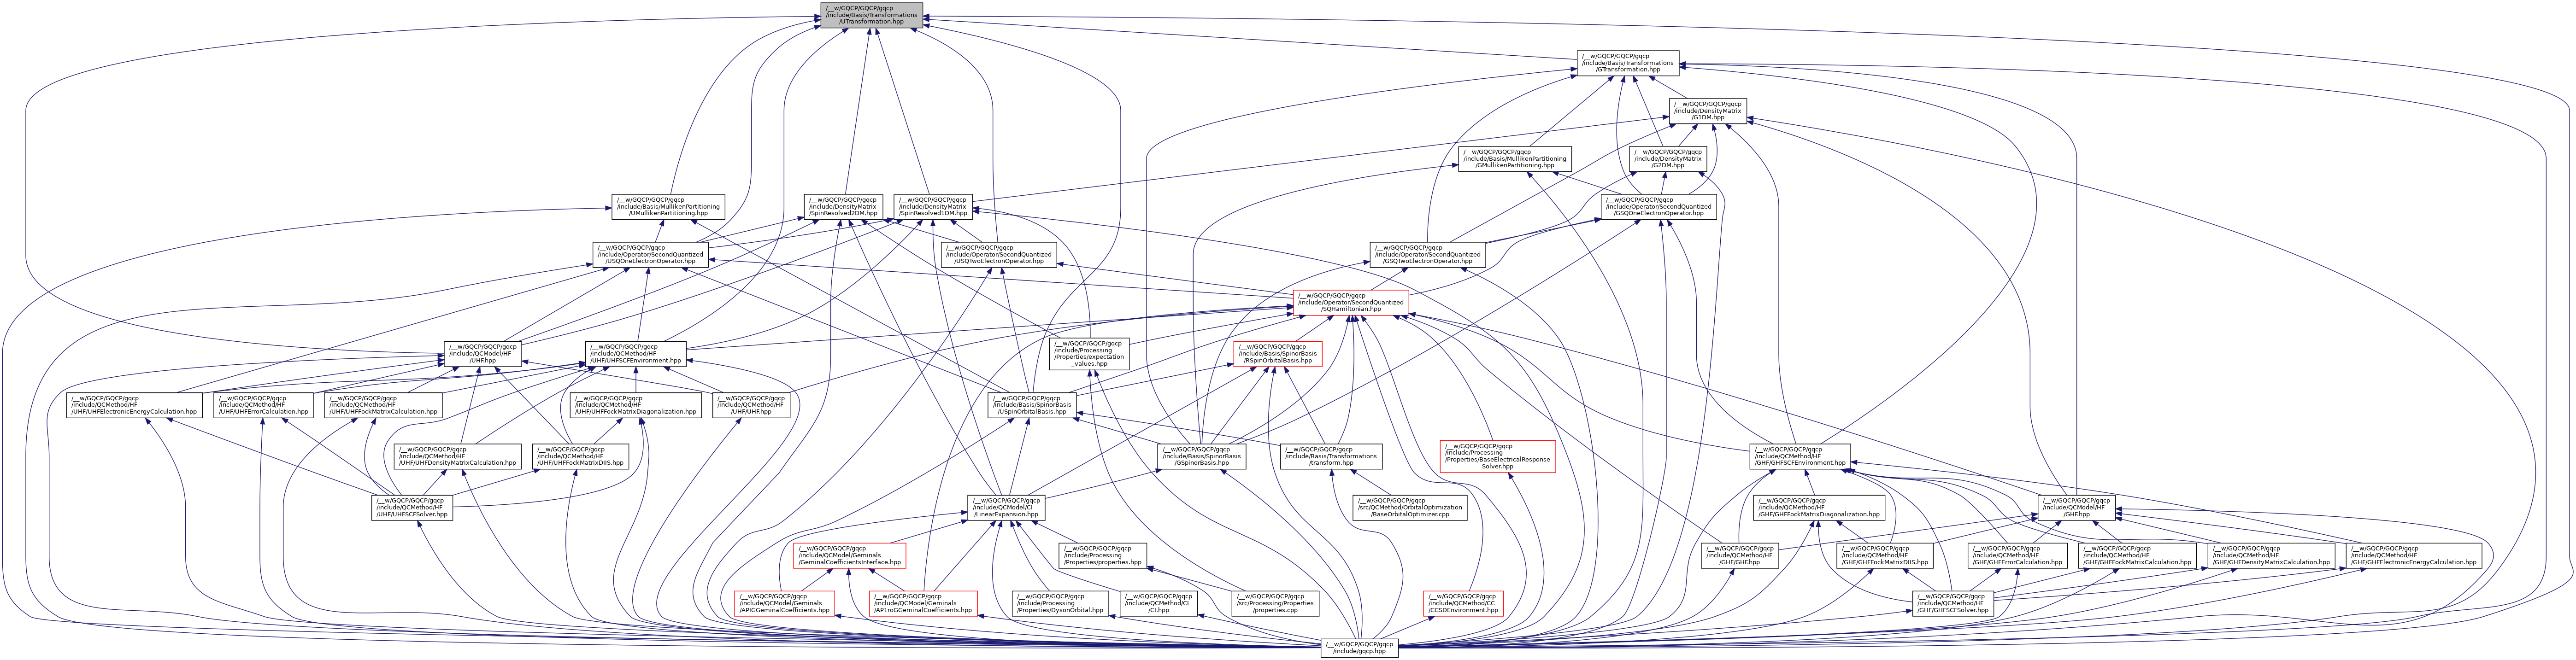 /__w/GQCP/GQCP/gqcp
/include/Basis/Transformations
/UTransformation.hpp
/__w/GQCP/GQCP/gqcp
/include/Basis/Transformations
/GTransformation.hpp
/__w/GQCP/GQCP/gqcp
/include/DensityMatrix
/G1DM.hpp
/__w/GQCP/GQCP/gqcp
/include/Basis/MullikenPartitioning
/GMullikenPartitioning.hpp
/__w/GQCP/GQCP/gqcp
/include/DensityMatrix
/G2DM.hpp
/__w/GQCP/GQCP/gqcp
/include/Basis/MullikenPartitioning
/UMullikenPartitioning.hpp
/__w/GQCP/GQCP/gqcp
/include/DensityMatrix
/SpinResolved2DM.hpp
/__w/GQCP/GQCP/gqcp
/include/DensityMatrix
/SpinResolved1DM.hpp
/__w/GQCP/GQCP/gqcp
/include/Operator/SecondQuantized
/GSQOneElectronOperator.hpp
/__w/GQCP/GQCP/gqcp
/include/Operator/SecondQuantized
/USQOneElectronOperator.hpp
/__w/GQCP/GQCP/gqcp
/include/Operator/SecondQuantized
/USQTwoElectronOperator.hpp
/__w/GQCP/GQCP/gqcp
/include/Operator/SecondQuantized
/GSQTwoElectronOperator.hpp
/__w/GQCP/GQCP/gqcp
/include/Operator/SecondQuantized
/SQHamiltonian.hpp
/__w/GQCP/GQCP/gqcp
/include/QCModel/HF
/UHF.hpp
/__w/GQCP/GQCP/gqcp
/include/QCMethod/HF
/UHF/UHFSCFEnvironment.hpp
/__w/GQCP/GQCP/gqcp
/include/Processing
/Properties/expectation
_values.hpp
/__w/GQCP/GQCP/gqcp
/include/Basis/SpinorBasis
/RSpinOrbitalBasis.hpp
/__w/GQCP/GQCP/gqcp
/include/QCMethod/HF
/UHF/UHFElectronicEnergyCalculation.hpp
/__w/GQCP/GQCP/gqcp
/include/QCMethod/HF
/UHF/UHFErrorCalculation.hpp
/__w/GQCP/GQCP/gqcp
/include/QCMethod/HF
/UHF/UHFFockMatrixCalculation.hpp
/__w/GQCP/GQCP/gqcp
/include/QCMethod/HF
/UHF/UHFFockMatrixDiagonalization.hpp
/__w/GQCP/GQCP/gqcp
/include/QCMethod/HF
/UHF/UHF.hpp
/__w/GQCP/GQCP/gqcp
/include/Basis/SpinorBasis
/USpinOrbitalBasis.hpp
/__w/GQCP/GQCP/gqcp
/include/QCMethod/HF
/UHF/UHFDensityMatrixCalculation.hpp
/__w/GQCP/GQCP/gqcp
/include/QCMethod/HF
/UHF/UHFFockMatrixDIIS.hpp
/__w/GQCP/GQCP/gqcp
/include/Basis/SpinorBasis
/GSpinorBasis.hpp
/__w/GQCP/GQCP/gqcp
/include/Basis/Transformations
/transform.hpp
/__w/GQCP/GQCP/gqcp
/include/Processing
/Properties/BaseElectricalResponse
Solver.hpp
/__w/GQCP/GQCP/gqcp
/include/QCMethod/HF
/GHF/GHFSCFEnvironment.hpp
/__w/GQCP/GQCP/gqcp
/include/QCMethod/HF
/UHF/UHFSCFSolver.hpp
/__w/GQCP/GQCP/gqcp
/include/QCModel/CI
/LinearExpansion.hpp
/__w/GQCP/GQCP/gqcp
/src/QCMethod/OrbitalOptimization
/BaseOrbitalOptimizer.cpp
/__w/GQCP/GQCP/gqcp
/include/QCMethod/HF
/GHF/GHFFockMatrixDiagonalization.hpp
/__w/GQCP/GQCP/gqcp
/include/QCModel/HF
/GHF.hpp
/__w/GQCP/GQCP/gqcp
/include/QCModel/Geminals
/GeminalCoefficientsInterface.hpp
/__w/GQCP/GQCP/gqcp
/include/Processing
/Properties/properties.hpp
/__w/GQCP/GQCP/gqcp
/include/QCMethod/HF
/GHF/GHF.hpp
/__w/GQCP/GQCP/gqcp
/include/QCMethod/HF
/GHF/GHFFockMatrixDIIS.hpp
/__w/GQCP/GQCP/gqcp
/include/QCMethod/HF
/GHF/GHFErrorCalculation.hpp
/__w/GQCP/GQCP/gqcp
/include/QCMethod/HF
/GHF/GHFFockMatrixCalculation.hpp
/__w/GQCP/GQCP/gqcp
/include/QCMethod/HF
/GHF/GHFDensityMatrixCalculation.hpp
/__w/GQCP/GQCP/gqcp
/include/QCMethod/HF
/GHF/GHFElectronicEnergyCalculation.hpp
/__w/GQCP/GQCP/gqcp
/include/QCModel/Geminals
/APIGGeminalCoefficients.hpp
/__w/GQCP/GQCP/gqcp
/include/QCModel/Geminals
/AP1roGGeminalCoefficients.hpp
/__w/GQCP/GQCP/gqcp
/include/Processing
/Properties/DysonOrbital.hpp
/__w/GQCP/GQCP/gqcp
/include/QCMethod/CI
/CI.hpp
/__w/GQCP/GQCP/gqcp
/src/Processing/Properties
/properties.cpp
/__w/GQCP/GQCP/gqcp
/include/QCMethod/CC
/CCSDEnvironment.hpp
/__w/GQCP/GQCP/gqcp
/include/QCMethod/HF
/GHF/GHFSCFSolver.hpp
/__w/GQCP/GQCP/gqcp
/include/gqcp.hpp